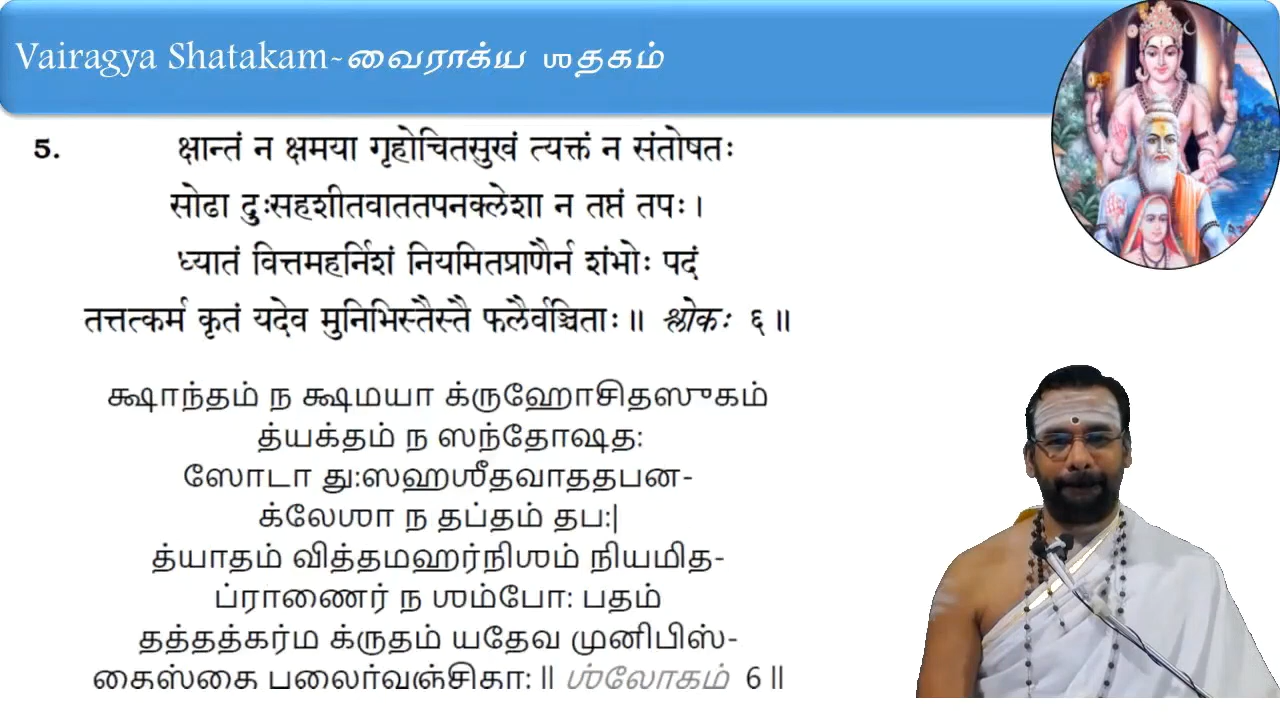 Vairagya Shatakam-வைராக்ய ஶதகம்
5. क्षान्तं न क्षमया गृहोचितसुखं त्यक्तं न संतोषतः
सोढा दुःसहशीतवाततपनक्लेशा न तप्तं तपः।
ध्यातं वित्तमहर्निशं नियमितप्राणैर्न शंभोः पदं
तत्तत्कर्म कृतं यदेव मुनिभिस्तैस्तै फलैर्वञ्चिताः॥ श्लोकः ६॥
க்ஷாந்தம் ந க்ஷமயா க்ருஹோசிதஸுகம்
த்யக்தம் ந ஸந்தோஷத:
ஸோடா து:ஸஹஶீதவாததபன-
க்லேஶா ந தப்தம் தப:|
த்யாதம் வித்தமஹர்நிஶம் நியமித-
ப்ராணைர் ந ஶம்போ: பதம்
தத்தத்கர்ம க்ருதம் யதேவ முனிபிஸ்-
தைஸ்தை பலைர்வஞ்சிதா: || ஶ்லோகம் 6 ||